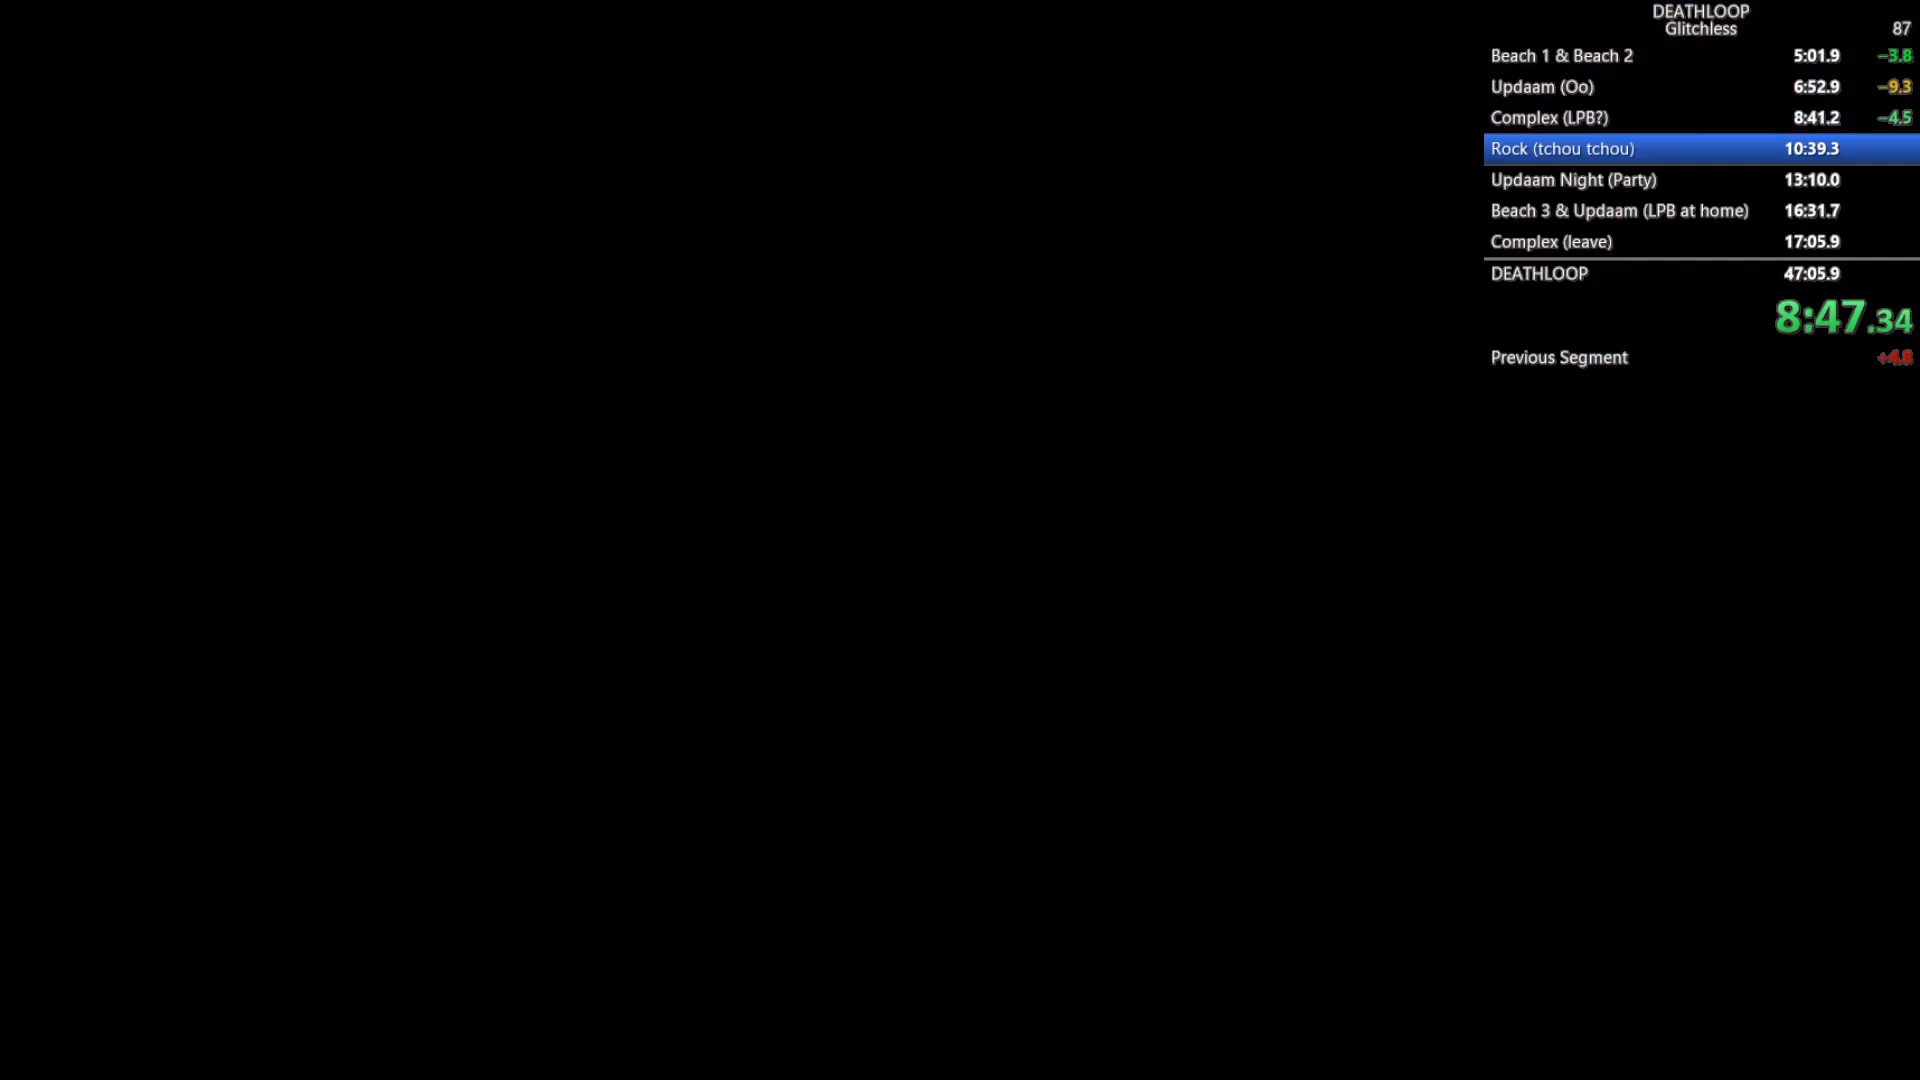 DEATHLOOP
Glitchless 87
Beach 1 & Beach 2 5:01.9 −3.8
Updaam (Oo) 6:52.9 −9.3
Complex (LPB?) 8:41.2 −4.5
Rock (tchou tchou) 10:39.3
Updaam Night (Party) 13:10.0
Beach 3 & Updaam (LPB at home) 16:31.7
Complex (leave) 17:05.9
DEATHLOOP 47:05.9
8:47.34
Previous Segment +4.8